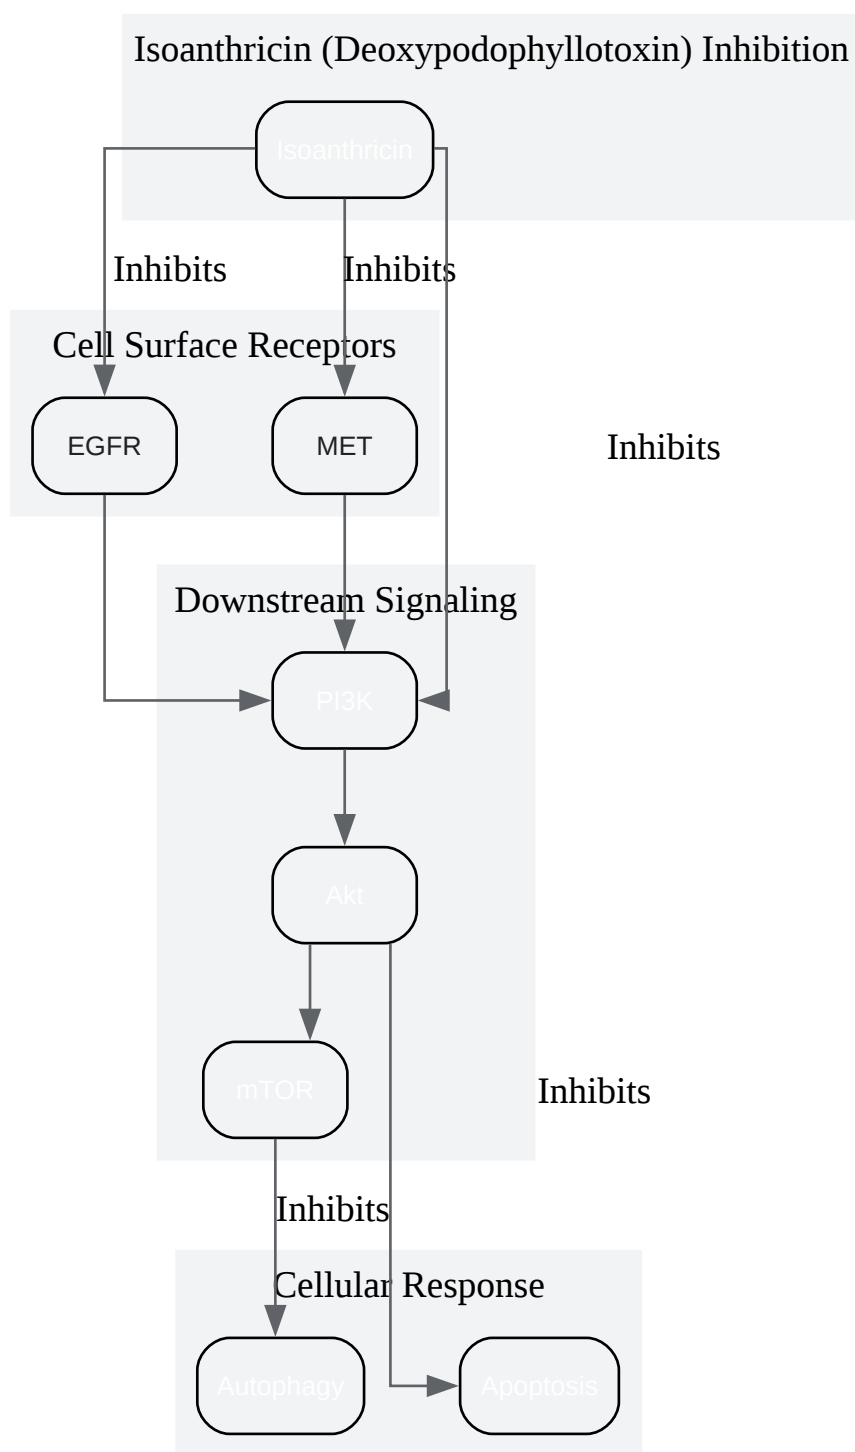 Isoanthricin (Deoxypodophyllotoxin) Inhibition
Isoanthricin
Inhibits
Inhibits
Cell Surface Receptors
EGFR
MET
Inhibits
Downstream Signaling
PI3K
Akt
mTOR
Inhibits
Inhibits
Cellular Response
Autophagy
Apoptosis